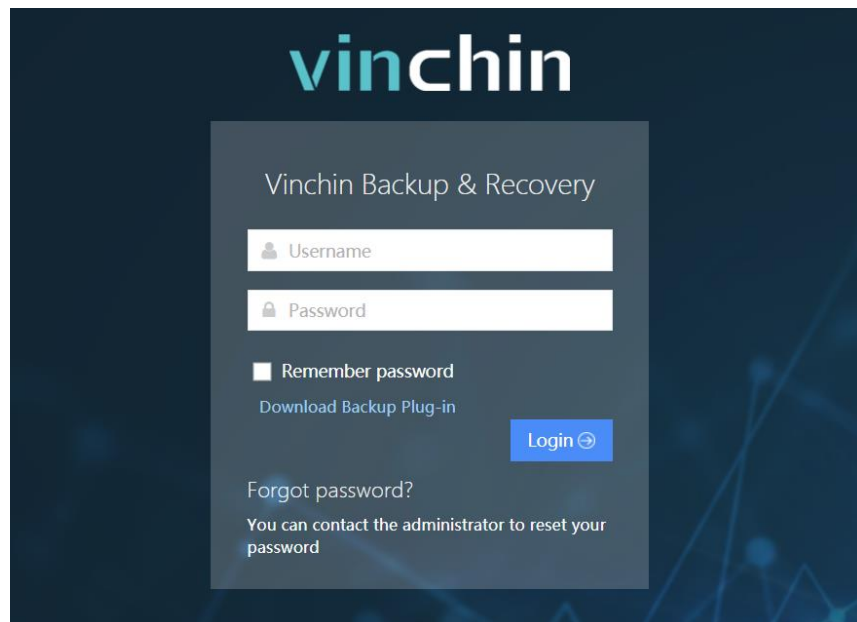 vinchin
Vinchin Backup & Recovery
Username
Password
Remember password
Download Backup Plug-in
Login
Forgot password?
You can contact the administrator to reset your
password